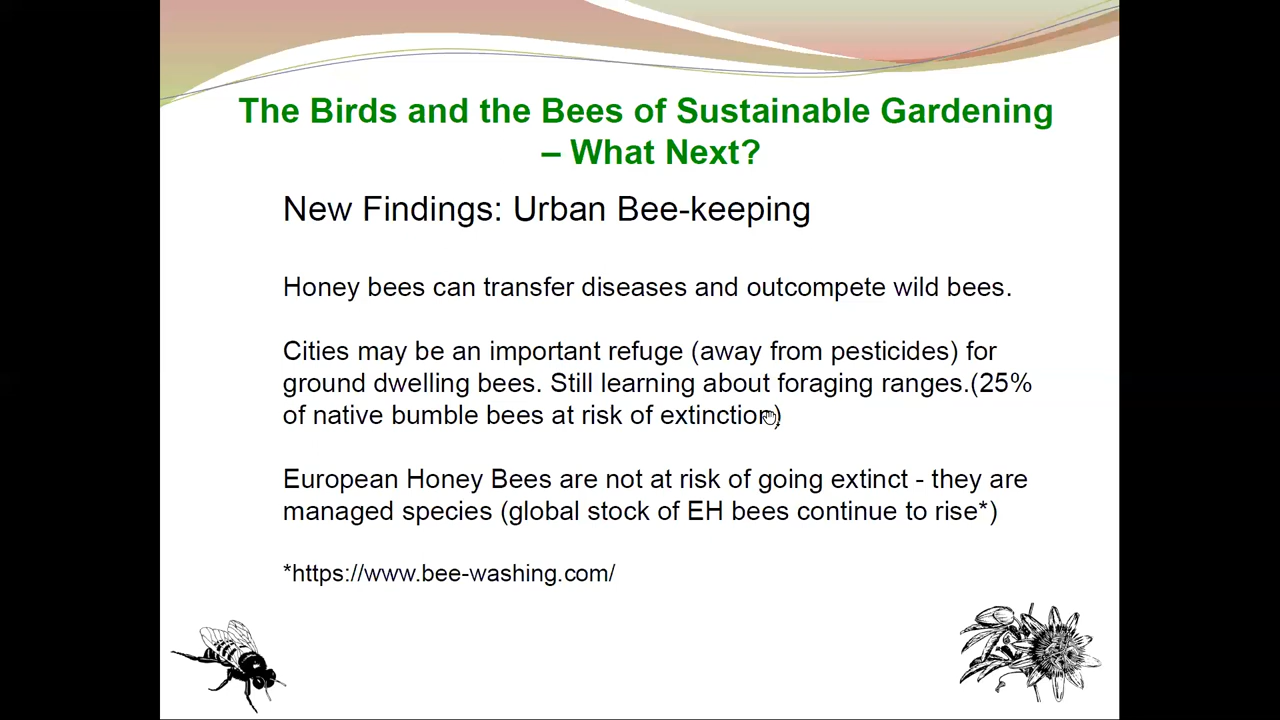 The Birds and the Bees of Sustainable Gardening
– What Next?
New Findings: Urban Bee-keeping
Honey bees can transfer diseases and outcompete wild bees.
Cities may be an important refuge (away from pesticides) for
ground dwelling bees. Still learning about foraging ranges.(25%
of native bumble bees at risk of extinction)
European Honey Bees are not at risk of going extinct - they are
managed species (global stock of EH bees continue to rise*)
*https://www.bee-washing.com/